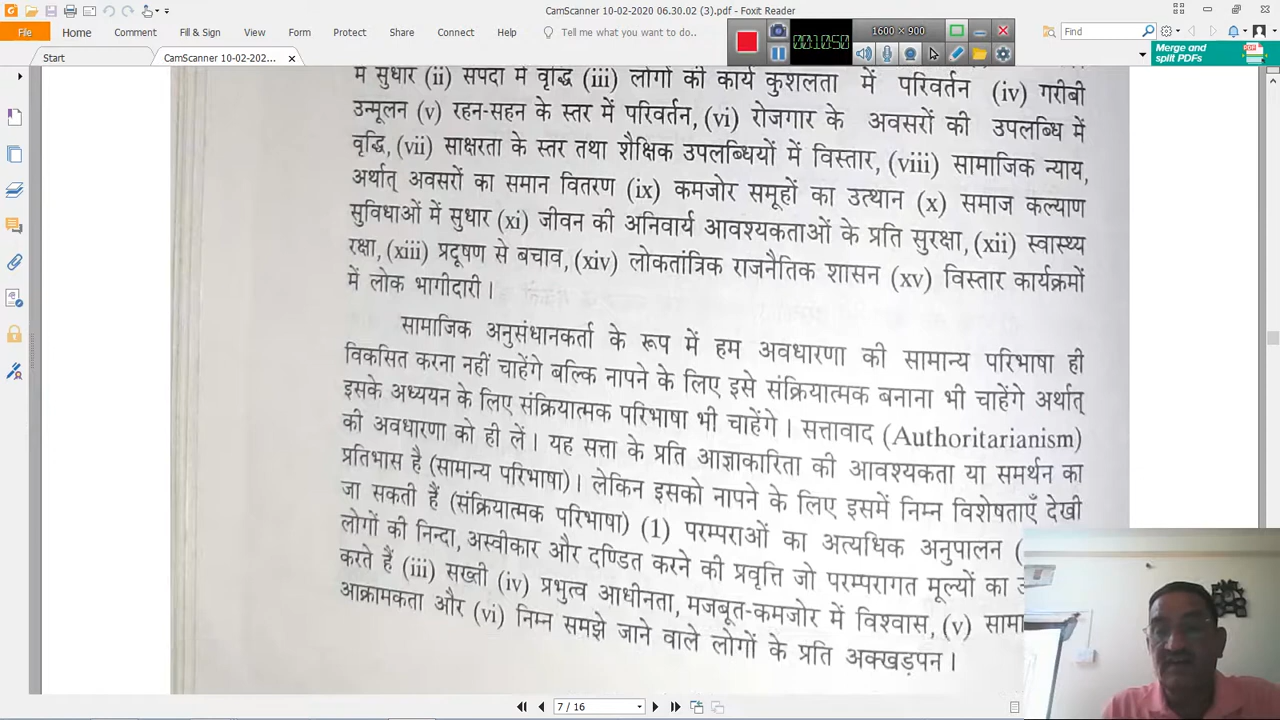 CamScanner 10-02-2020 06.30.02 (3).pdf - Foxit Reader
File Home Comment Fill & Sign View Form Protect Share Connect Help Tell me what you want to do.. Find
1600 × 900
Start CamScanner 10-02-202...
Merge and
split PDFs
में सुधार (ii) संपदा में वृद्धि (iii) लोगों की कार्य कुशलता में परिवर्तन (iv) गरीबी
उन्मूलन (v) रहन-सहन के स्तर में परिवर्तन, (vi) रोजगार के अवसरों की उपलब्धि में
वृद्धि, (vii) साक्षरता के स्तर तथा शैक्षिक उपलब्धियों में विस्तार, (viii) सामाजिक न्याय,
अर्थात् अवसरों का समान वितरण (ix) कमजोर समूहों का उत्थान (x) समाज कल्याण
सुविधाओं में सुधार (xi) जीवन की अनिवार्य आवश्यकताओं के प्रति सुरक्षा, (xii) स्वास्थ्य
रक्षा, (xiii) प्रदूषण से बचाव, (xiv) लोकतांत्रिक राजनैतिक शासन (xv) विस्तार कार्यक्रमों
में लोक भागीदारी।
सामाजिक अनुसंधानकर्ता के रूप में हम अवधारणा की सामान्य परिभाषा ही
विकसित करना नहीं चाहेंगे बल्कि नापने के लिए इसे संक्रियात्मक बनाना भी चाहेंगे अर्थात्
इसके अध्ययन के लिए संक्रियात्मक परिभाषा भी चाहेंगे। सत्तावाद (Authoritarianism)
की अवधारणा को ही लें। यह सत्ता के प्रति आज्ञाकारिता की आवश्यकता या समर्थन का
प्रतिभास है (सामान्य परिभाषा)। लेकिन इसको नापने के लिए इसमें निम्न विशेषताएँ देखी
जा सकती हैं (संक्रियात्मक परिभाषा) (1) परम्पराओं का अत्यधिक अनुपालन (
लोगों की निन्दा, अस्वीकार और दण्डित करने की प्रवृत्ति जो परम्परागत मूल्यों का
करते हैं (iii) सख्ती (iv) प्रभुत्व आधीनता, मजबूत-कमजोर में विश्वास, (v)
आक्रामकता और (vi) निम्न समझे जाने वाले लोगों के प्रति अक्खड़पन।
7 / 16